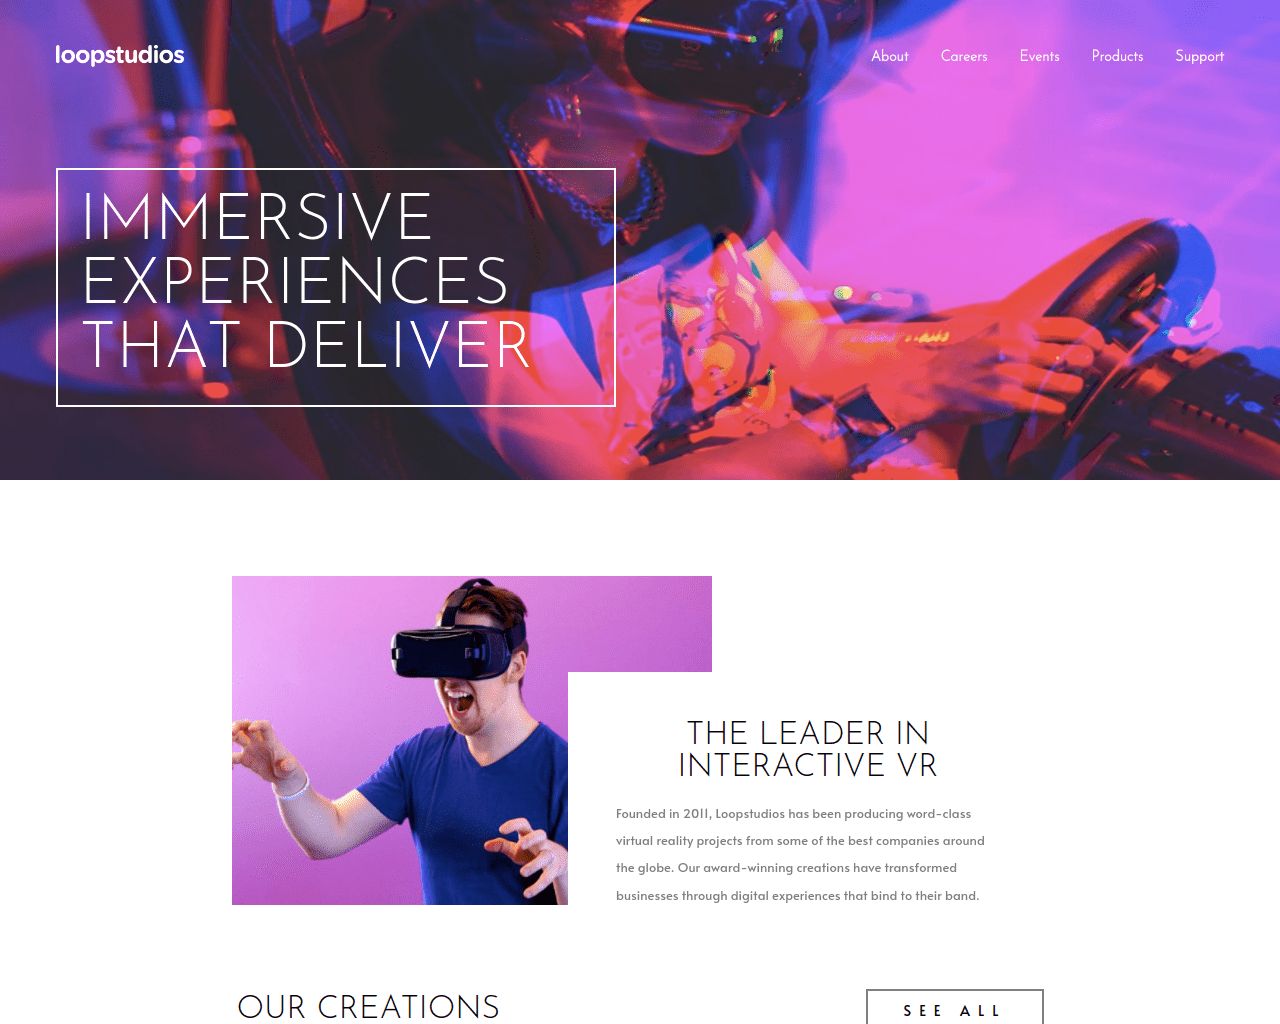 loopstudios
About Careers Events Products Support
IMMERSIVE
EXPERIENCES
THAT DELIVER
THE LEADER IN
INTERACTIVE VR
Founded in 2011, Loopstudios has been producing word-class
virtual reality projects from some of the best companies around
the globe. Our award-winning creations have transformed
businesses through digital experiences that bind to their band.
OUR CREATIONS
SEE ALL